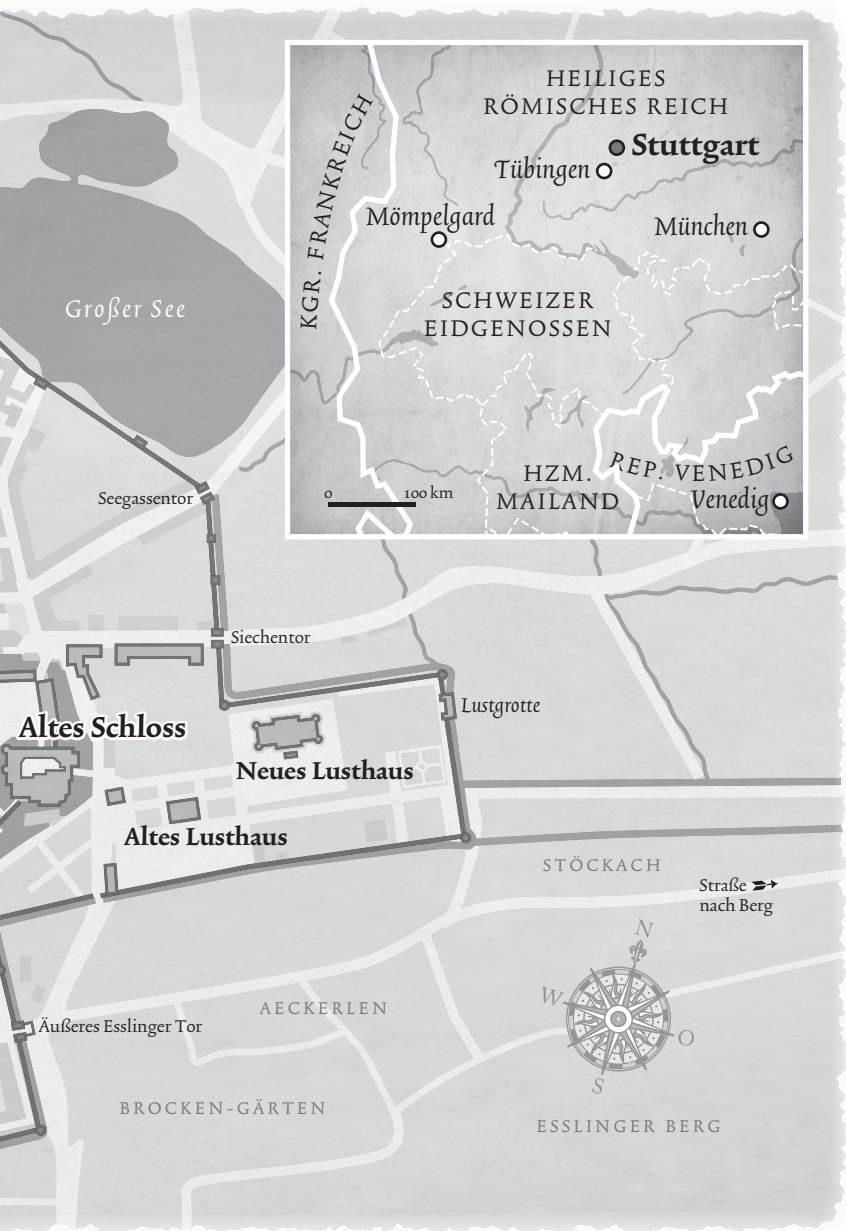 HEILIGES
RÖMISCHES REICH
Stuttgart
Tübingen
KGR. FRANKREICH
Mömpelgard
München
SCHWEIZER
EIDGENOSSEN
HZM.
MAILAND
REP. VENEDIG
Venedig
0 100 km
Großer See
Seegassentor
Siechentor
Lustgrotte
Altes Schloss
Neues Lusthaus
Altes Lusthaus
STÖCKACH
Straße
nach Berg
N
W
O
S
AECKERLEN
Äußeres Esslinger Tor
BROCKEN-GÄRTEN
ESSLINGER BERG